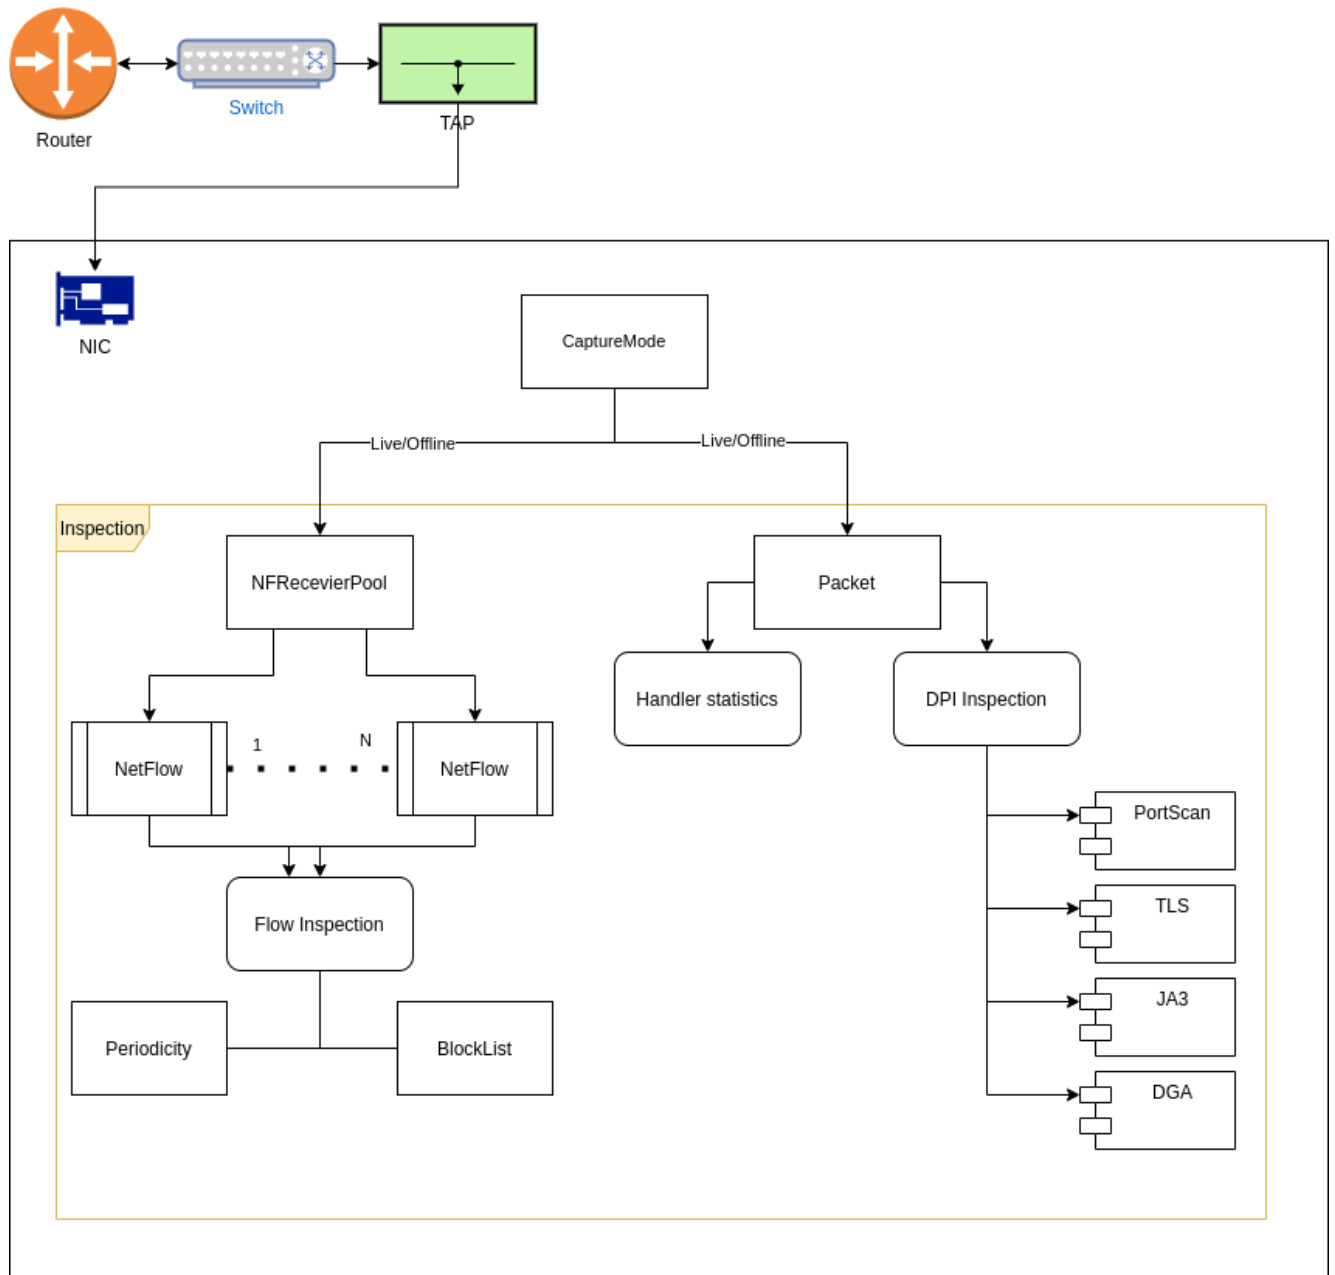 Switch
TAP
Router
NIC
CaptureMode
Live/Offline
Live/Offline
Inspection
NFRecevierPool
Packet
Handler statistics
DPI Inspection
1
N
NetFlow
NetFlow
PortScan
TLS
Flow Inspection
JA3
Periodicity
BlockList
DGA